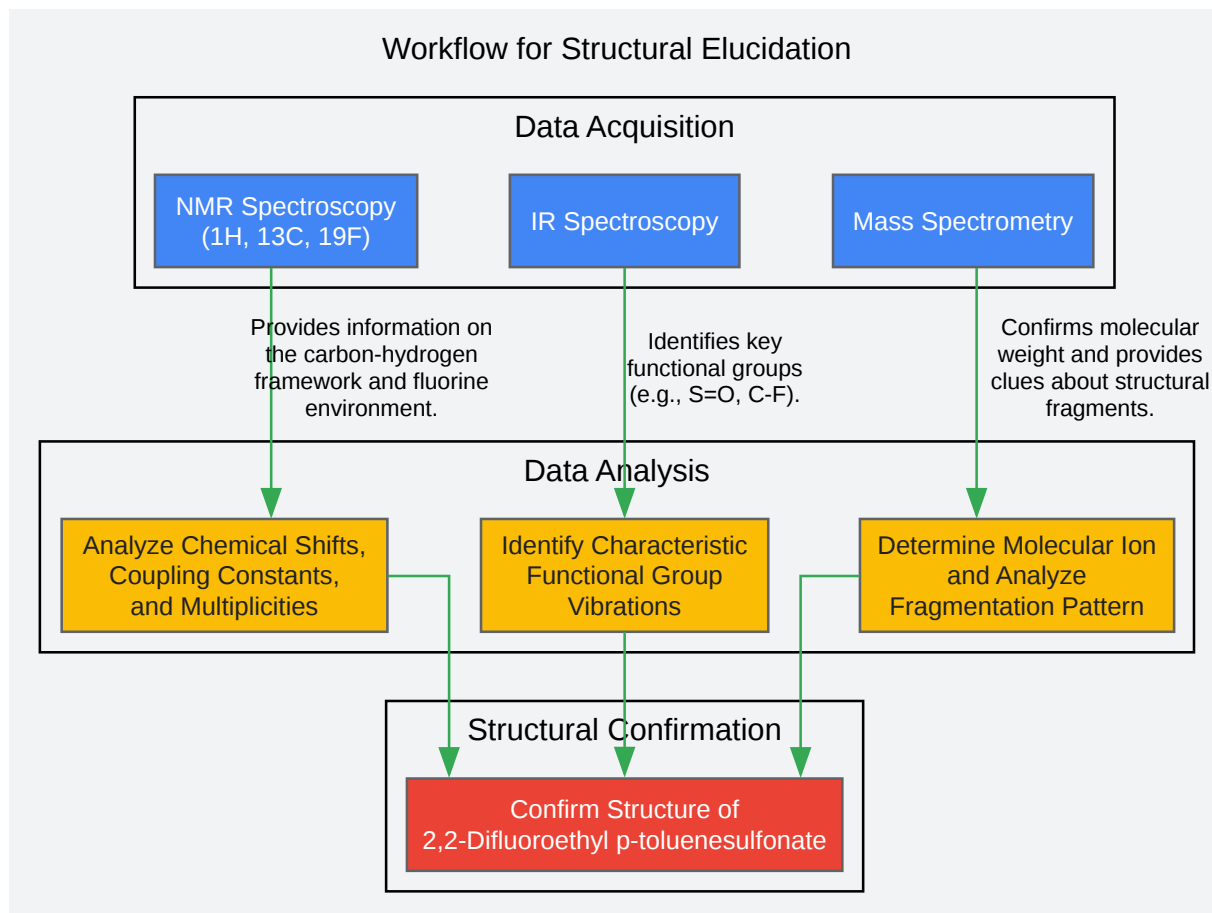 Workflow for Structural Elucidation
Data Acquisition
NMR Spectroscopy
(1H, 13C, 19F)
IR Spectroscopy
Mass Spectrometry
Provides information on
the carbon-hydrogen
framework and fluorine
environment.
Identifies key
functional groups
(e.g., S=O, C-F).
Confirms molecular
weight and provides
clues about structural
fragments.
Data Analysis
Analyze Chemical Shifts,
Coupling Constants,
and Multiplicities
Identify Characteristic
Functional Group
Vibrations
Determine Molecular Ion
and Analyze
Fragmentation Pattern
Structural Confirmation
Confirm Structure of
2,2-Difluoroethyl p-toluenesulfonate